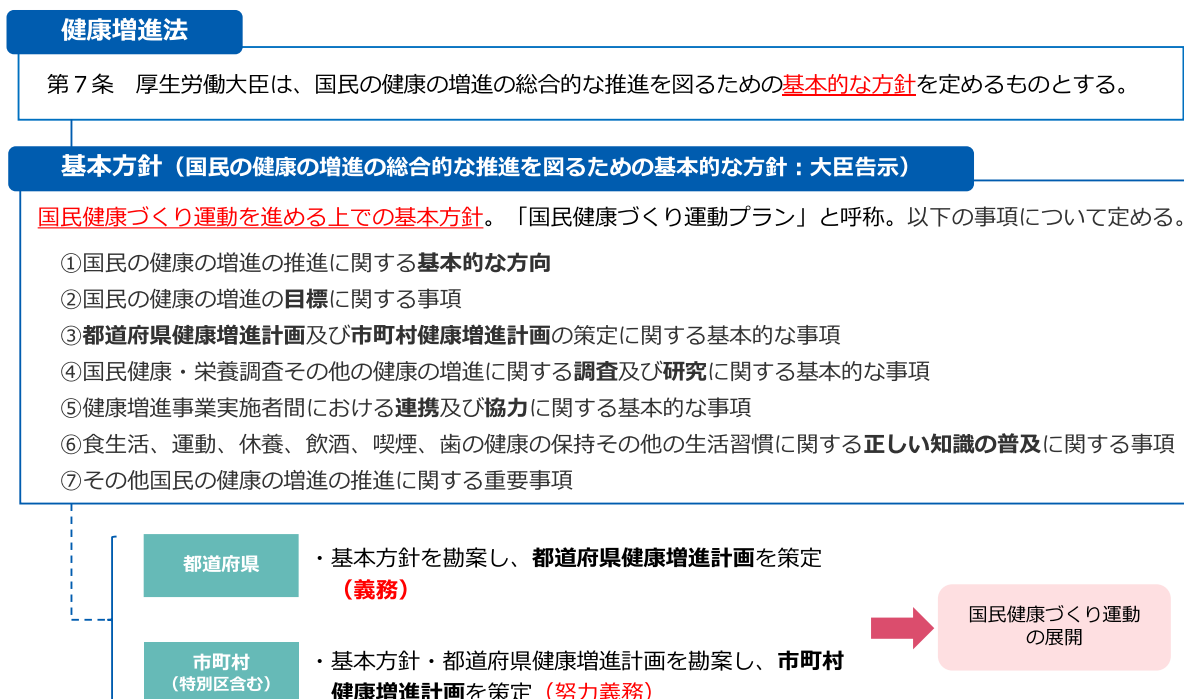 健康増進法
第７条　厚生労働大臣は、国民の健康の増進の総合的な推進を図るための基本的な方針を定めるものとする。
基本方針（国民の健康の増進の総合的な推進を図るための基本的な方針：大臣告示）
国民健康づくり運動を進める上での基本方針。「国民健康づくり運動プラン」と呼称。以下の事項について定める。
①国民の健康の増進の推進に関する基本的な方向
②国民の健康の増進の目標に関する事項
③都道府県健康増進計画及び市町村健康増進計画の策定に関する基本的な事項
④国民健康・栄養調査その他の健康の増進に関する調査及び研究に関する基本的な事項
⑤健康増進事業実施者間における連携及び協力に関する基本的な事項
⑥食生活、運動、休養、飲酒、喫煙、歯の健康の保持その他の生活習慣に関する正しい知識の普及に関する事項
⑦その他国民の健康の増進の推進に関する重要事項
都道府県
・基本方針を勘案し、都道府県健康増進計画を策定
（義務）
市町村
（特別区含む）
・基本方針・都道府県健康増進計画を勘案し、市町村
健康増進計画を策定（努力義務）
国民健康づくり運動
の展開